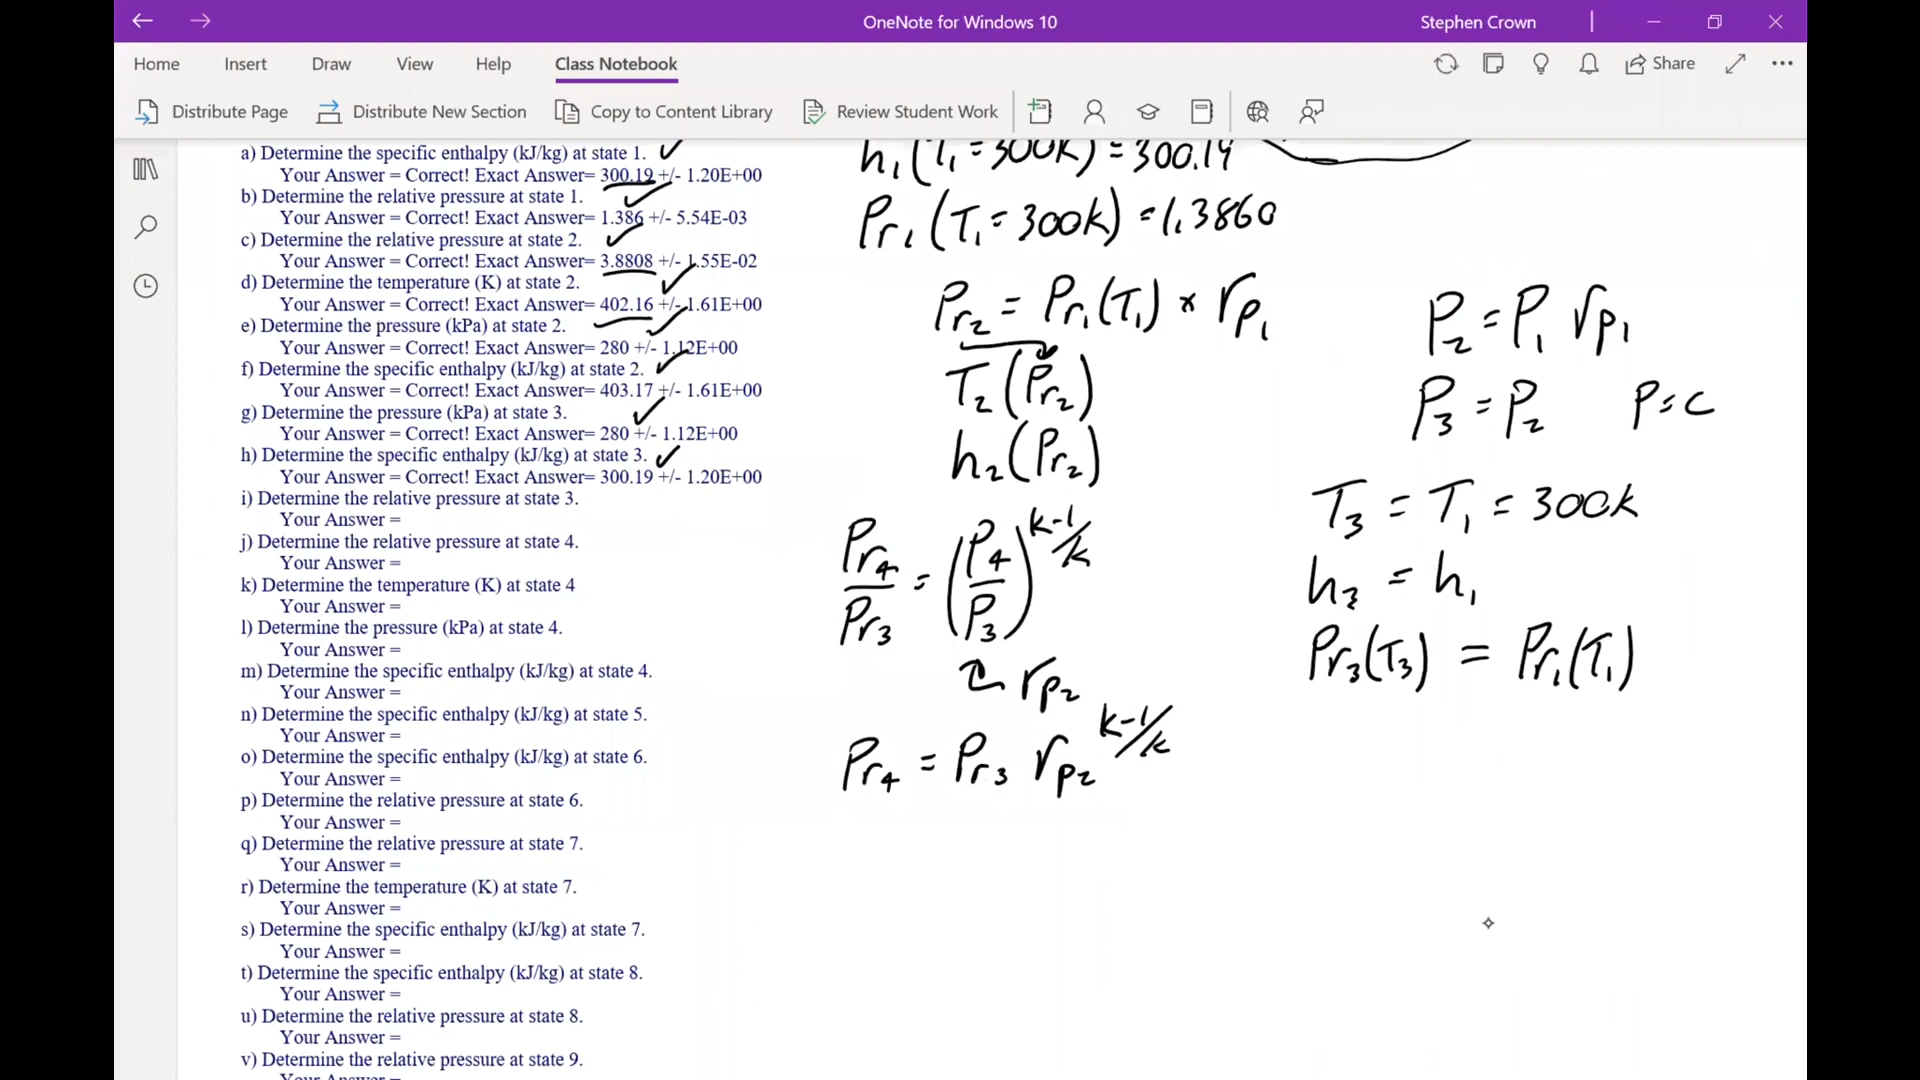 OneNote for Windows 10
Stephen Crown
Home Insert Draw View Help Class Notebook
Share
Distribute Page Distribute New Section Copy to Content Library Review Student Work
a) Determine the specific enthalpy (kJ/kg) at state 1.
Your Answer = Correct! Exact Answer= 300.19 +/- 1.20E+00
b) Determine the relative pressure at state 1.
Your Answer = Correct! Exact Answer= 1.386 +/- 5.54E-03
c) Determine the relative pressure at state 2.
Your Answer = Correct! Exact Answer= 3.8808 +/- 1.55E-02
d) Determine the temperature (K) at state 2.
Your Answer = Correct! Exact Answer= 402.16 +/- 1.61E+00
e) Determine the pressure (kPa) at state 2.
Your Answer = Correct! Exact Answer= 280 +/- 1.12E+00
f) Determine the specific enthalpy (kJ/kg) at state 2.
Your Answer = Correct! Exact Answer= 403.17 +/- 1.61E+00
g) Determine the pressure (kPa) at state 3.
Your Answer = Correct! Exact Answer= 280 +/- 1.12E+00
h) Determine the specific enthalpy (kJ/kg) at state 3.
Your Answer = Correct! Exact Answer= 300.19 +/- 1.20E+00
i) Determine the relative pressure at state 3.
Your Answer =
j) Determine the relative pressure at state 4.
Your Answer =
k) Determine the temperature (K) at state 4
Your Answer =
l) Determine the pressure (kPa) at state 4.
Your Answer =
m) Determine the specific enthalpy (kJ/kg) at state 4.
Your Answer =
n) Determine the specific enthalpy (kJ/kg) at state 5.
Your Answer =
o) Determine the specific enthalpy (kJ/kg) at state 6.
Your Answer =
p) Determine the relative pressure at state 6.
Your Answer =
q) Determine the relative pressure at state 7.
Your Answer =
r) Determine the temperature (K) at state 7.
Your Answer =
s) Determine the specific enthalpy (kJ/kg) at state 7.
Your Answer =
t) Determine the specific enthalpy (kJ/kg) at state 8.
Your Answer =
u) Determine the relative pressure at state 8.
Your Answer =
v) Determine the relative pressure at state 9.
Your Answer =
h₁(T₁ = 300k) = 300.19
Pr₁(T₁ = 300k) = 1.3860
Pr₂ = Pr₁(T₁) * rp₁
T₂(Pr₂)
h₂(Pr₂)
Pr₄/Pr₃ = (P₄/P₃)^(k-1/k)
rp₂
Pr₄ = Pr₃ rp₂^(k-1/k)
P₂ = P₁ rp₁
P₃ = P₂ P=c
T₃ = T₁ = 300k
h₃ = h₁
Pr₃(T₃) = Pr₁(T₁)